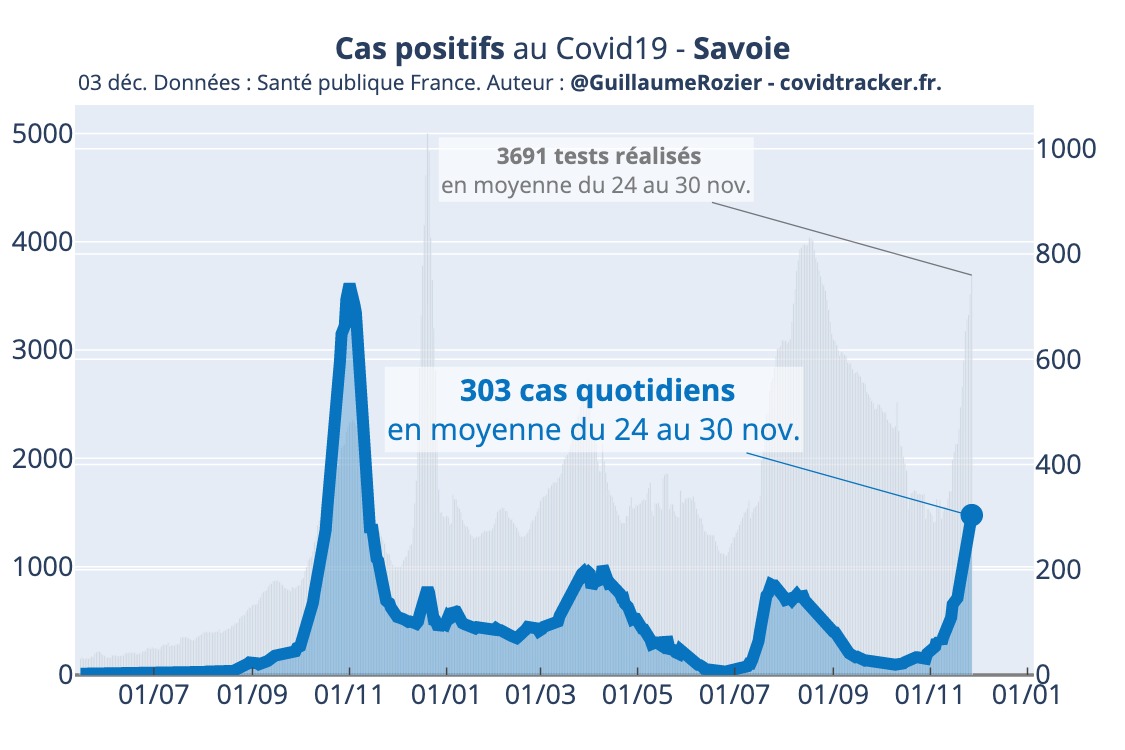 Cas positifs au Covid19 - Savoie
03 déc. Données : Santé publique France. Auteur : @GuillaumeRozier - covidtracker.fr.
5000
4000
3000
2000
1000
0
3691 tests réalisés
en moyenne du 24 au 30 nov.
303 cas quotidiens
en moyenne du 24 au 30 nov.
1000
800
600
400
200
0
01/07 01/09 01/11 01/01 01/03 01/05 01/07 01/09 01/11 01/01